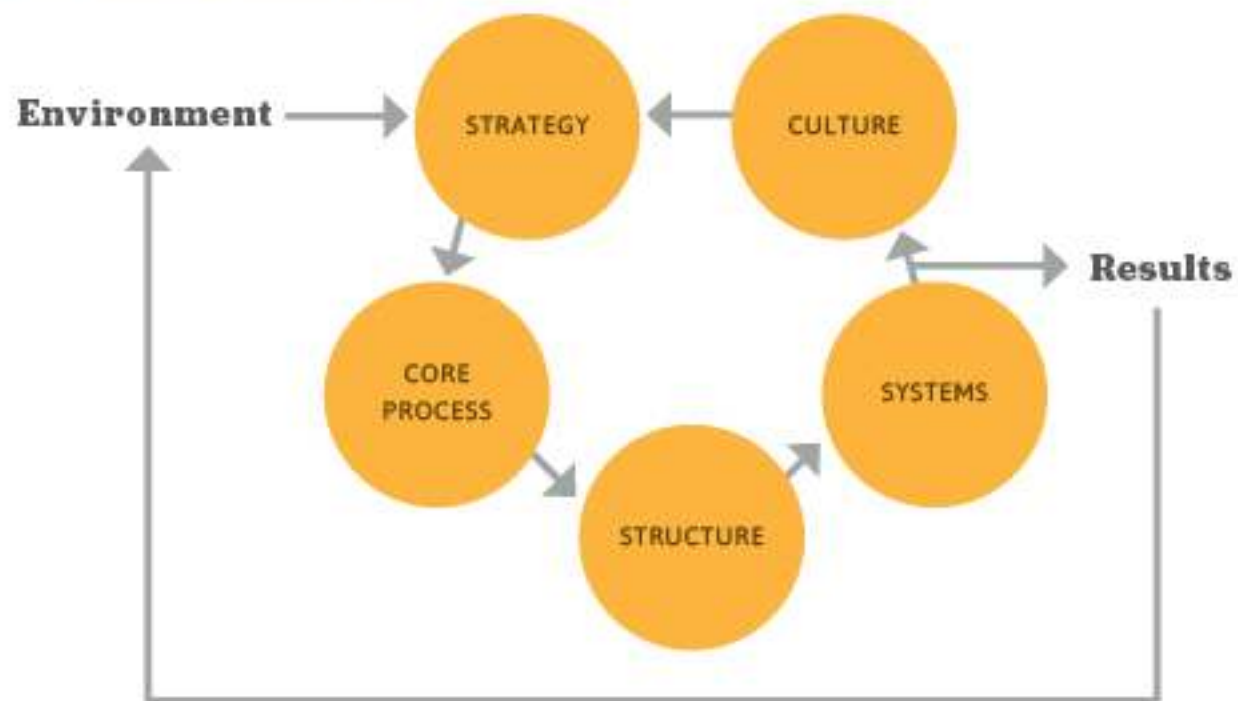 Environment
STRATEGY
CULTURE
Results
CORE
PROCESS
SYSTEMS
STRUCTURE